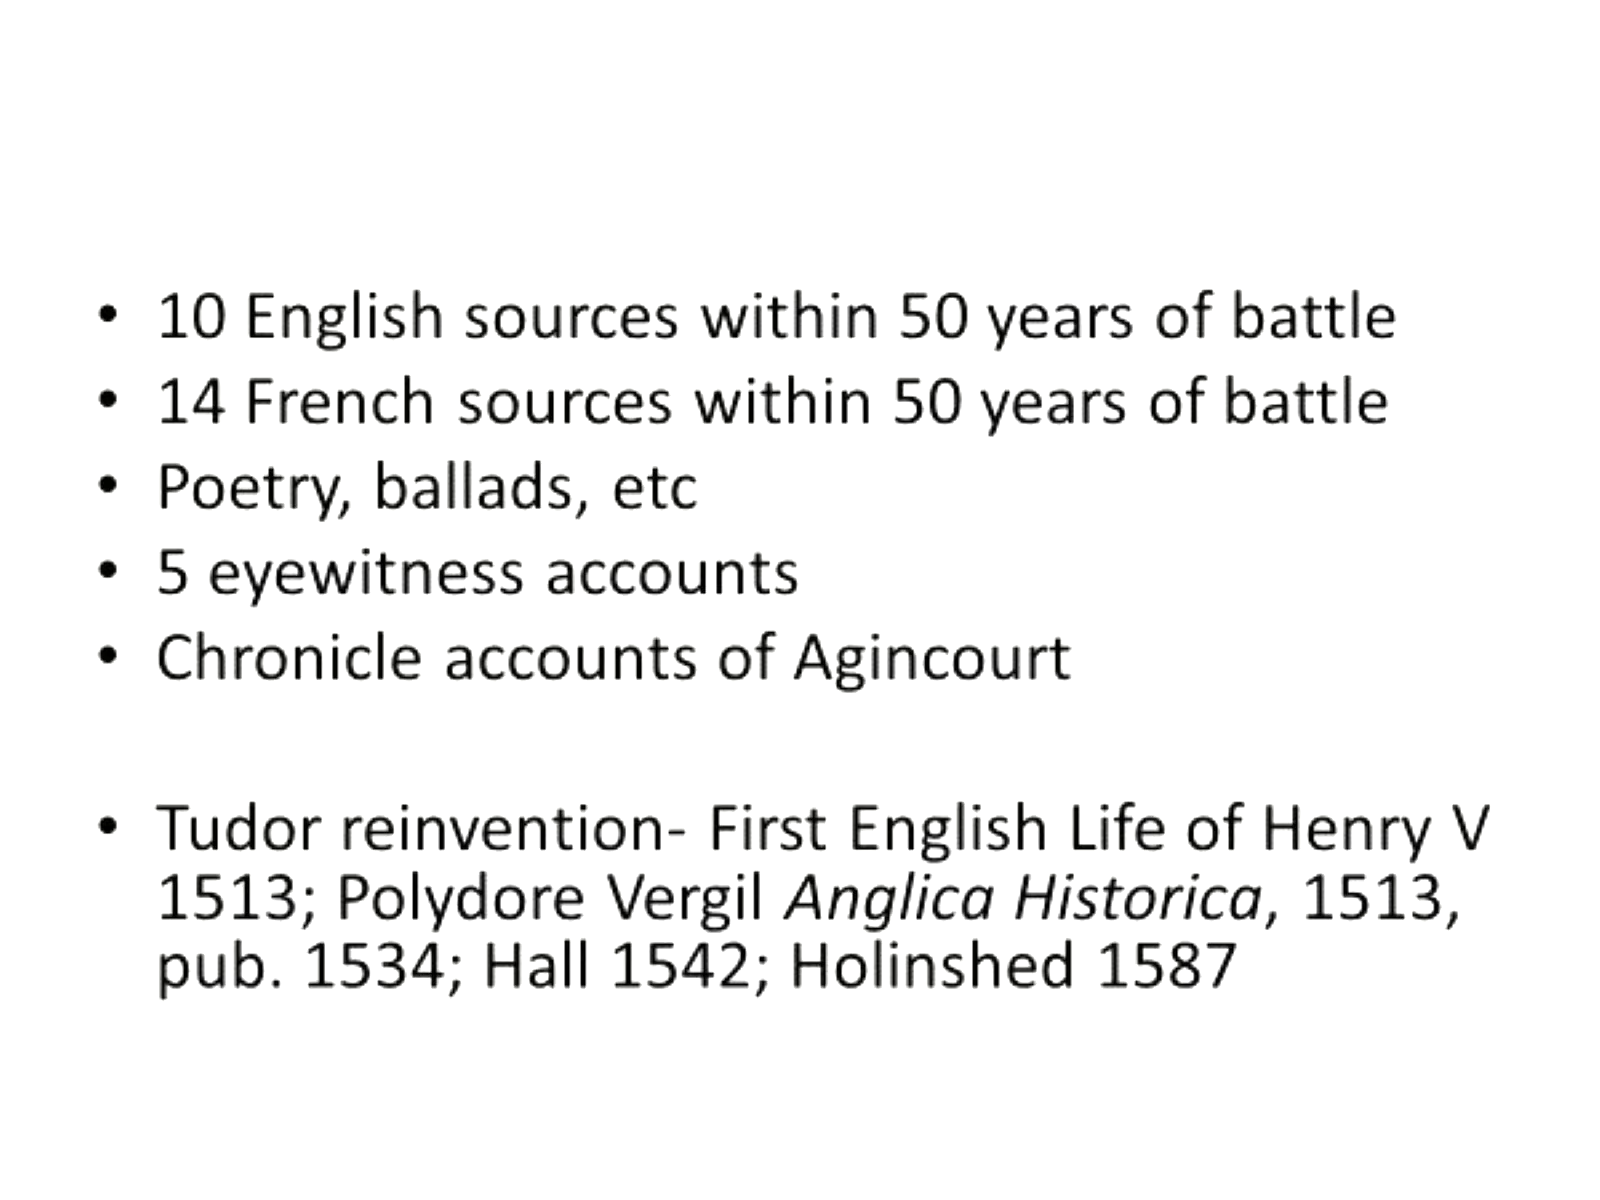 • 10 English sources within 50 years of battle
• 14 French sources within 50 years of battle
• Poetry, ballads, etc
• 5 eyewitness accounts
• Chronicle accounts of Agincourt
• Tudor reinvention- First English Life of Henry V
1513; Polydore Vergil Anglica Historica, 1513,
pub. 1534; Hall 1542; Holinshed 1587